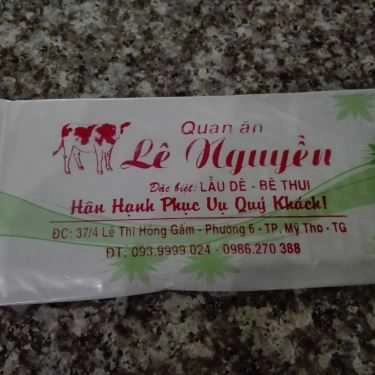 Quan ăn
Lê Nguyễn
Đặc biệt: LẨU DÊ - BÊ THUI
Hân Hạnh Phục Vụ Quý Khách!
ĐC: 37/4 Lê Thị Hồng Gấm - Phường 6 - TP. Mỹ Tho - TG
ĐT. 093.9999 024 - 0986.270 388